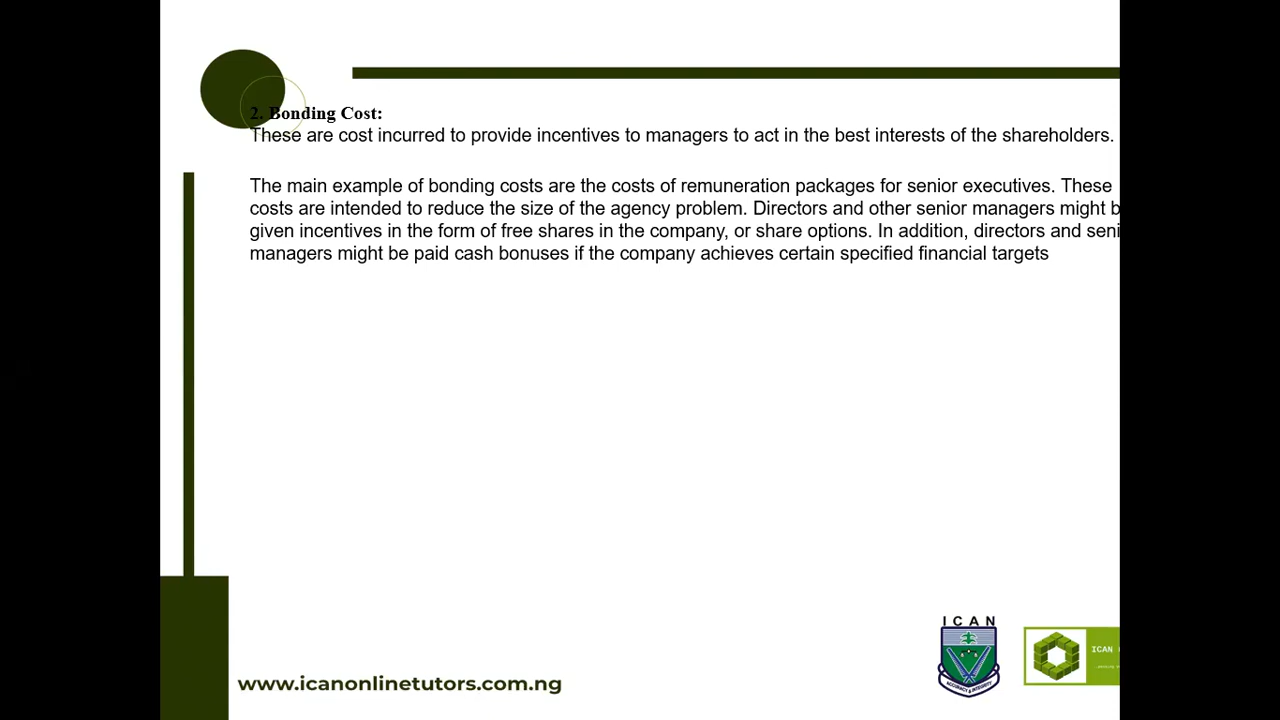 2. Bonding Cost:
These are cost incurred to provide incentives to managers to act in the best interests of the shareholders.
The main example of bonding costs are the costs of remuneration packages for senior executives. These
costs are intended to reduce the size of the agency problem. Directors and other senior managers might b
given incentives in the form of free shares in the company, or share options. In addition, directors and seni
managers might be paid cash bonuses if the company achieves certain specified financial targets
ICAN
ACCURACY & INTEGRITY
ICAN
www.icanonlinetutors.com.ng